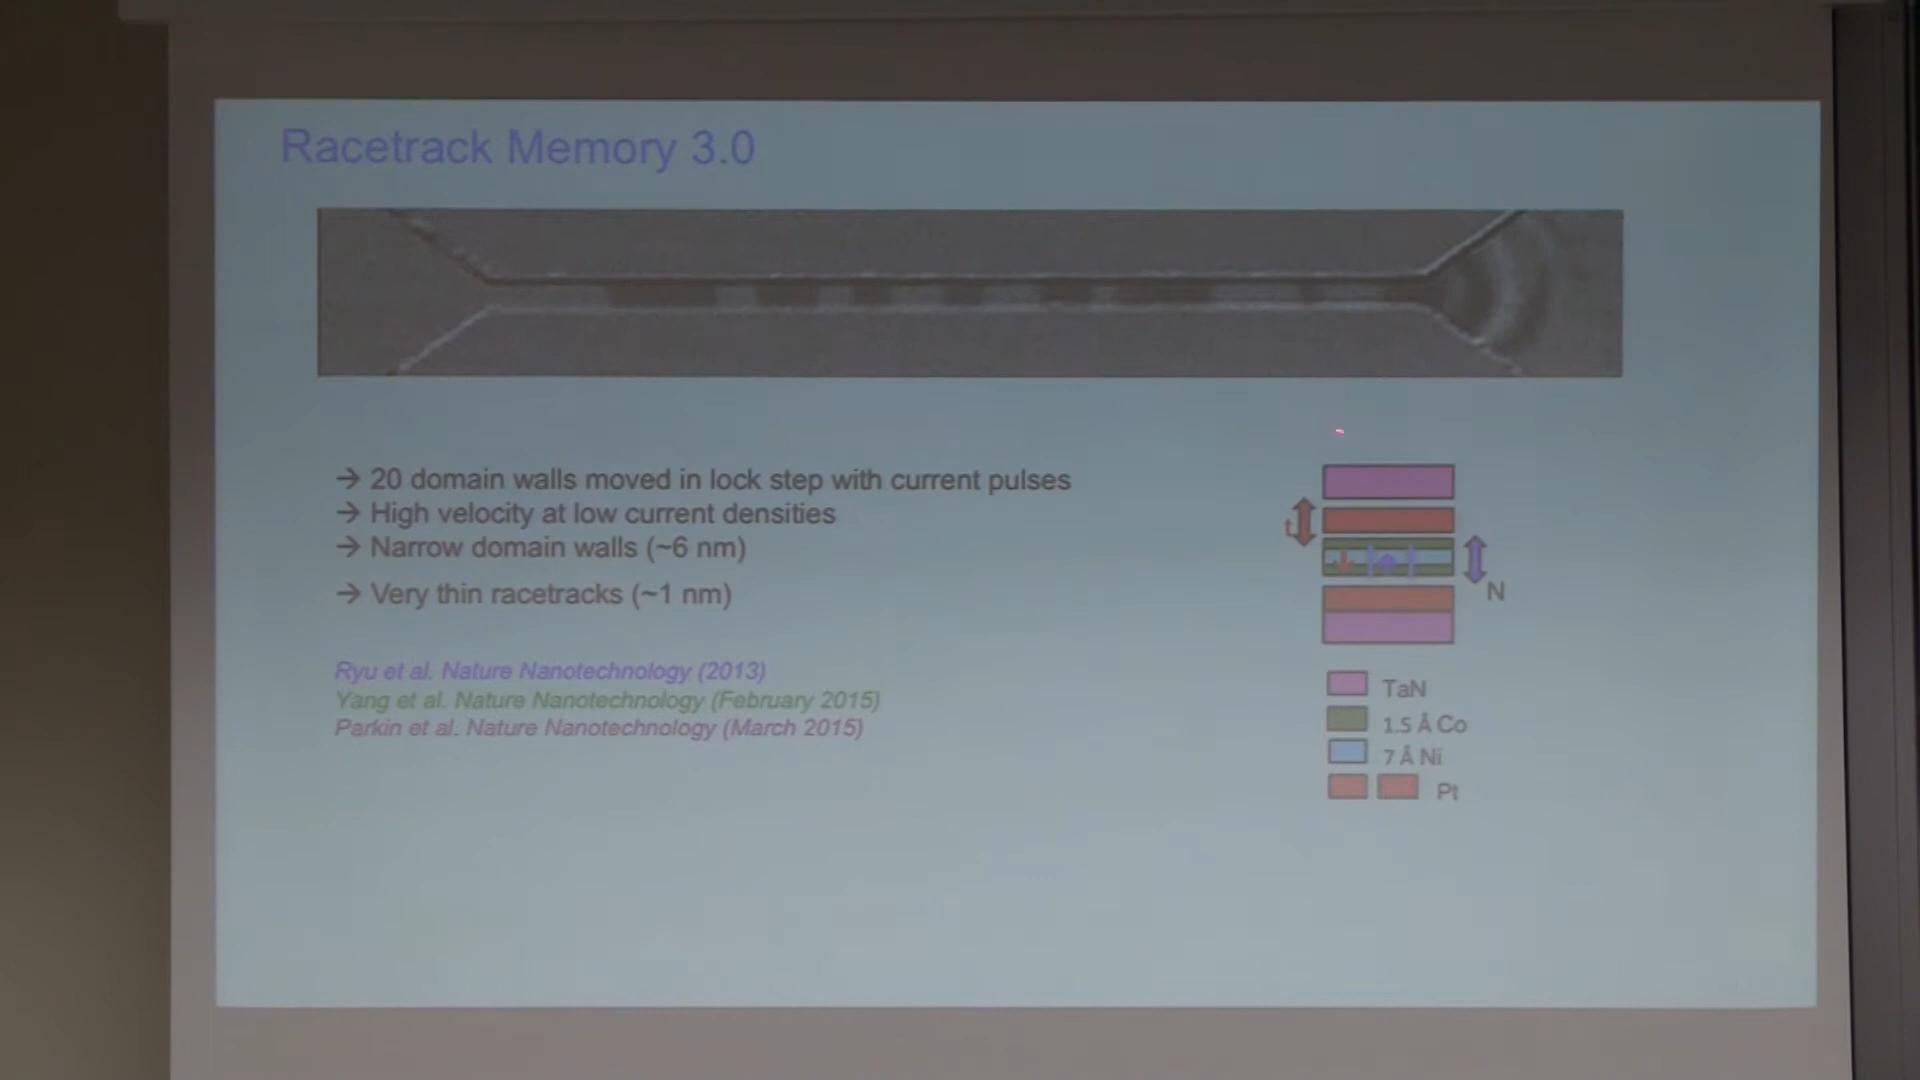 Racetrack Memory 3.0
→ 20 domain walls moved in lock step with current pulses
→ High velocity at low current densities
→ Narrow domain walls (~6 nm)
→ Very thin racetracks (~1 nm)
Ryu et al. Nature Nanotechnology (2013)
Yang et al. Nature Nanotechnology (February 2015)
Parkin et al. Nature Nanotechnology (March 2015)
t
N
TaN
1.5 Å Co
7 Å Ni
Pt